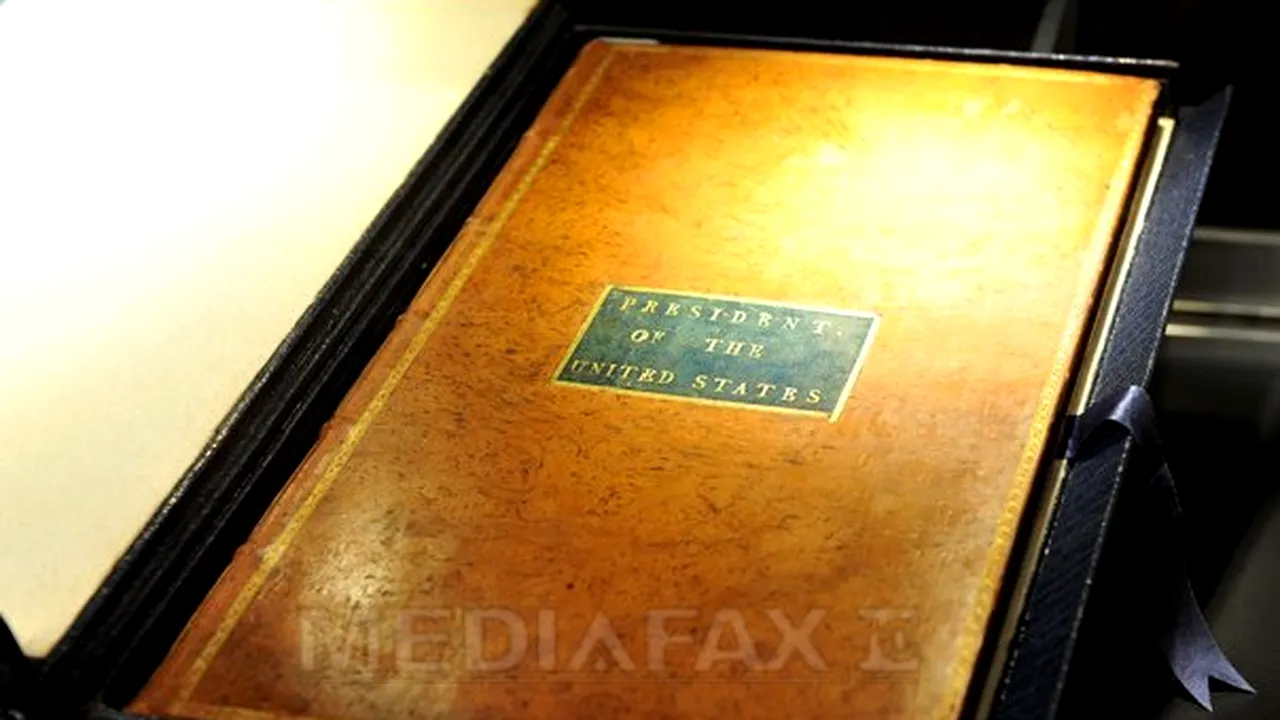 PRESIDENT.
OF THE
UNITED STATES
MEDIAFAX